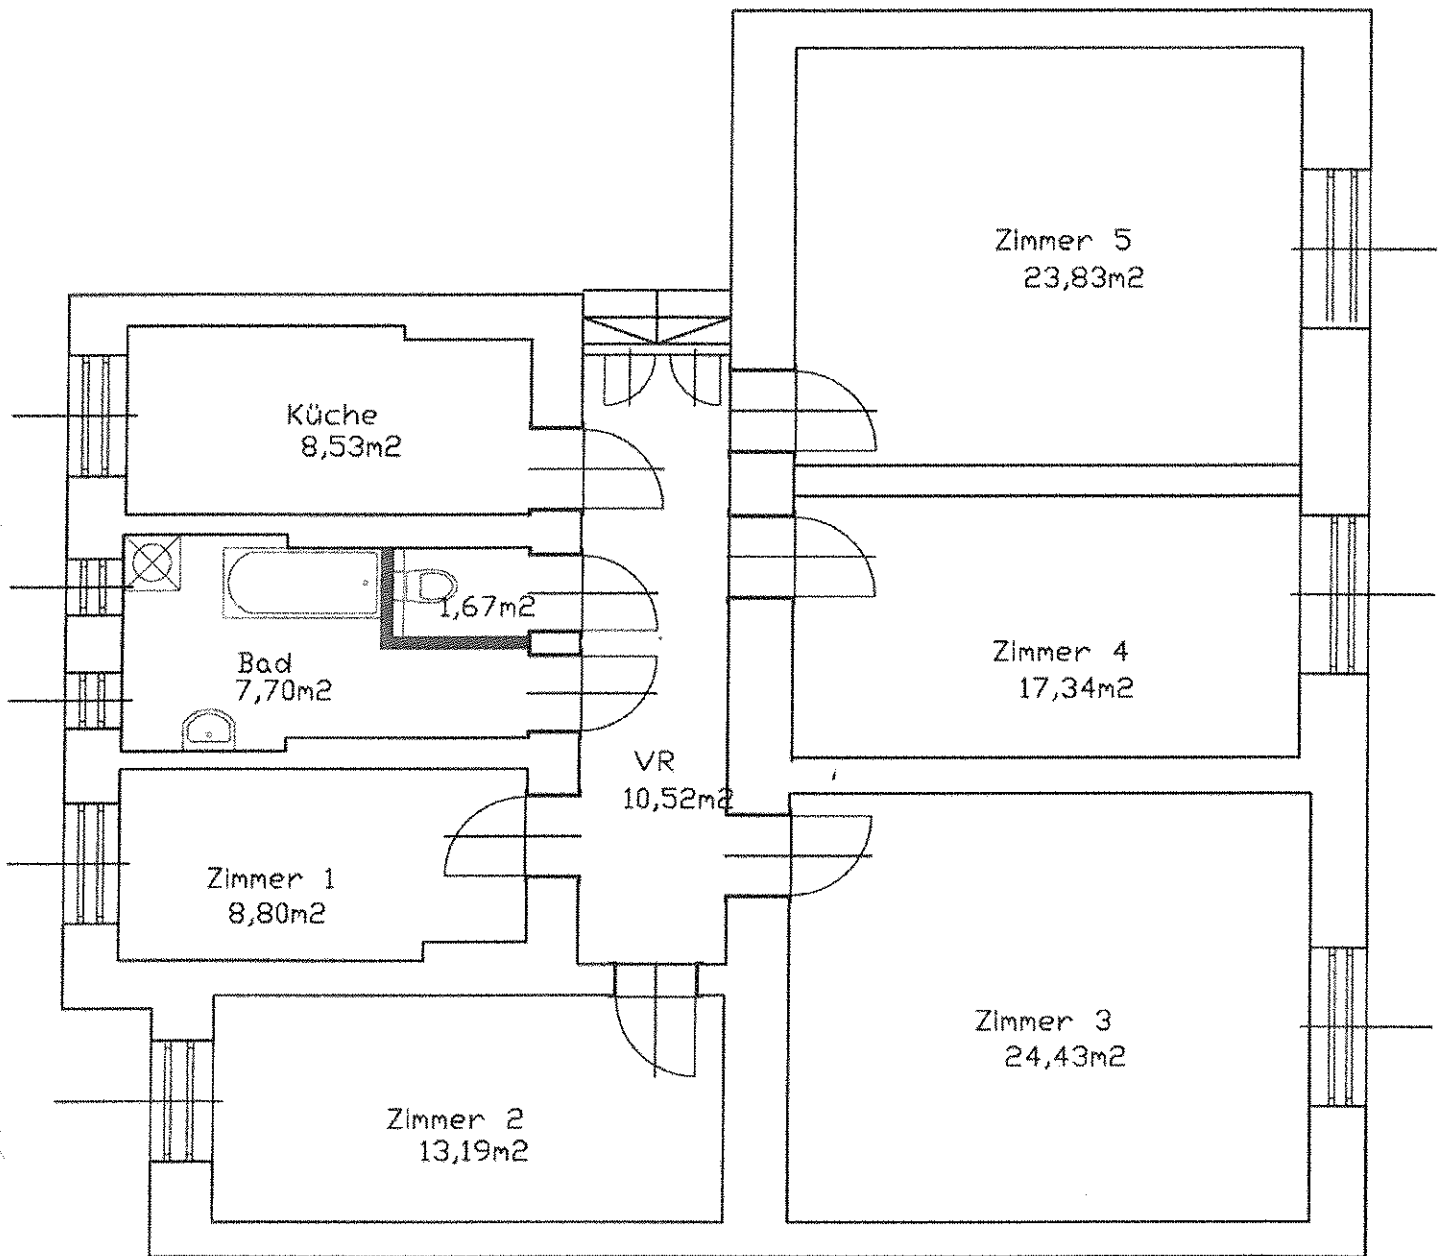 Zimmer 5
23,83m2
Küche
8,53m2
1,67m2
Bad
7,70m2
Zimmer 4
17,34m2
VR
10,52m2
Zimmer 1
8,80m2
Zimmer 3
24,43m2
Zimmer 2
13,19m2